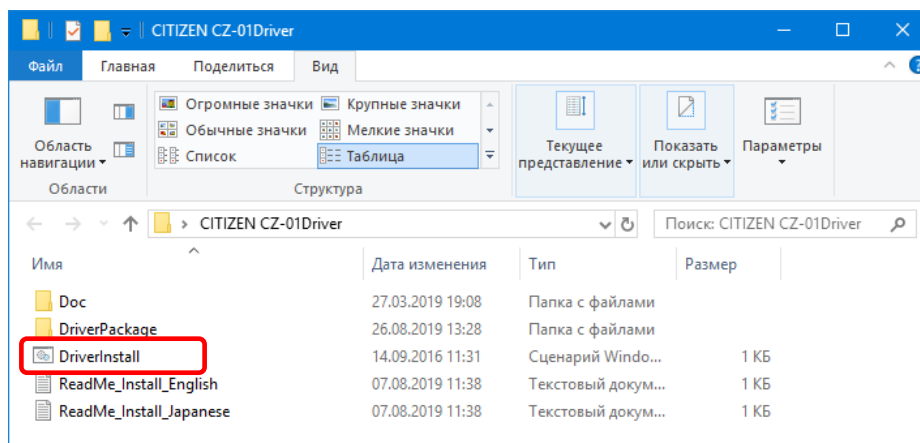 CITIZEN CZ-01Driver
Файл Главная Поделиться Вид
Огромные значки Крупные значки
Обычные значки Мелкие значки
Список Таблица
Область навигации
Текущее представление
Показать или скрыть
Параметры
Области Структура
CITIZEN CZ-01Driver Поиск: CITIZEN CZ-01Driver
Имя Дата изменения Тип Размер
Doc 27.03.2019 19:08 Папка с файлами
DriverPackage 26.08.2019 13:28 Папка с файлами
DriverInstall 14.09.2016 11:31 Сценарий Windo... 1 КБ
ReadMe_Install_English 07.08.2019 11:38 Текстовый докум... 1 КБ
ReadMe_Install_Japanese 07.08.2019 11:38 Текстовый докум... 1 КБ